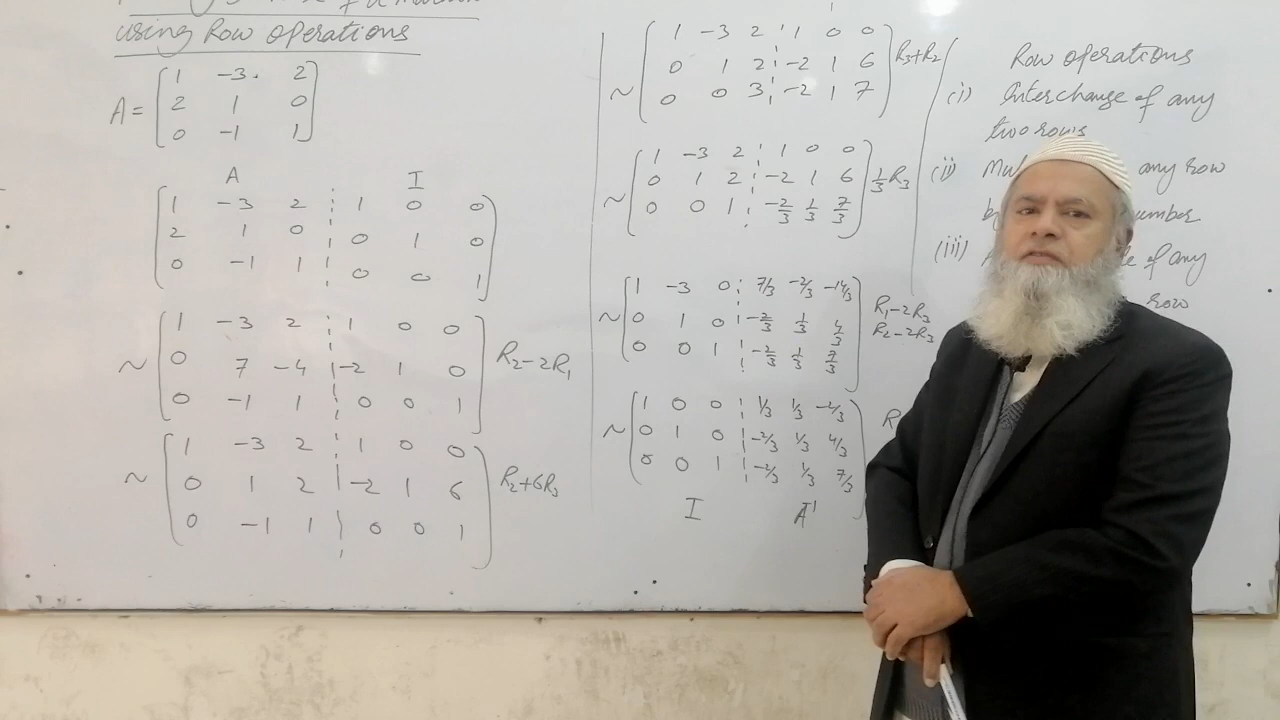 using Row operations
A = [ 1 -3 2
2 1 0
0 -1 1 ]
A I
1 -3 2 ¦ 1 0 0
2 1 0 ¦ 0 1 0
0 -1 1 ¦ 0 0 1
1 -3 2 ¦ 1 0 0
~ 0 7 -4 ¦ -2 1 0 R₂-2R₁
0 -1 1 ¦ 0 0 1
1 -3 2 ¦ 1 0 0
~ 0 1 2 ¦ -2 1 6 R₂+6R₃
0 -1 1 ¦ 0 0 1
1 -3 2 ¦ 1 0 0
~ 0 1 2 ¦ -2 1 6 R₃+R₂
0 0 3 ¦ -2 1 7
1 -3 2 ¦ 1 0 0
~ 0 1 2 ¦ -2 1 6 1/3 R₃
0 0 1 ¦ -2/3 1/3 7/3
1 -3 0 ¦ 7/3 -2/3 -14/3 R₁-2R₃
~ 0 1 0 ¦ -2/3 1/3 4/3 R₂-2R₃
0 0 1 ¦ -2/3 1/3 7/3
1 0 0 ¦ 1/3 1/3 -2/3
~ 0 1 0 ¦ -2/3 1/3 4/3
0 0 1 ¦ -2/3 1/3 7/3
I A⁻¹
Row operations
(i) Interchange of any
two rows
(ii) any row
(iii) of any
row